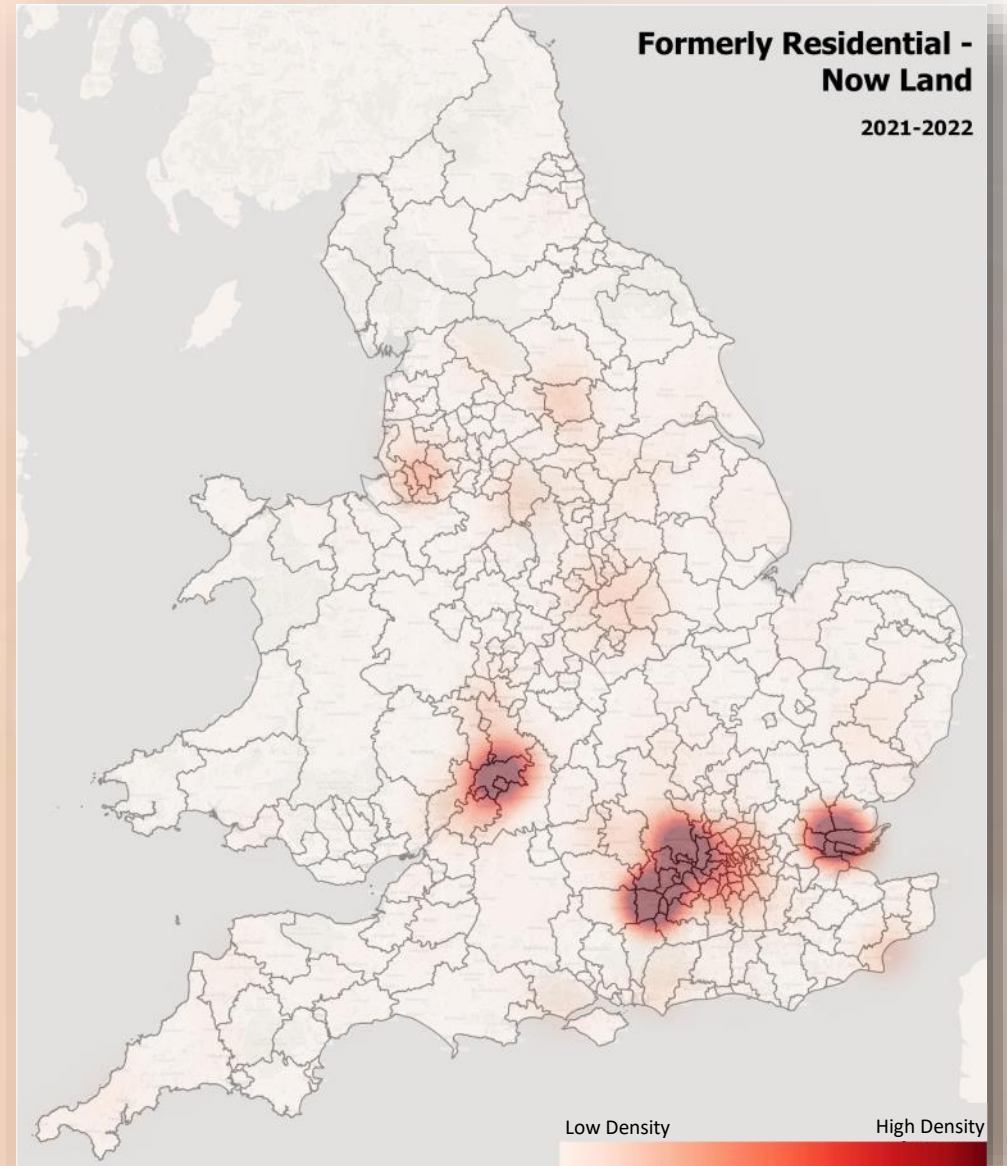 Formerly Residential -
Now Land
2021-2022
Low Density
High Density